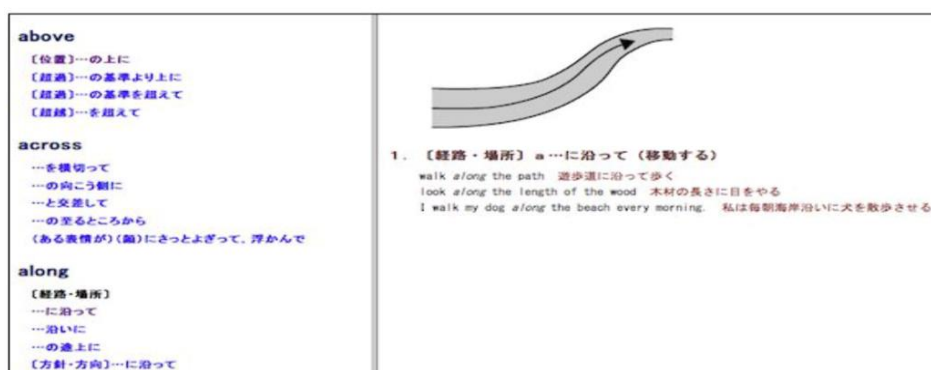 above
〔位置〕…の上に
〔超過〕…の基準より上に
〔超過〕…の基準を超えて
〔超越〕…を超えて
across
…を横切って
…の向こう側に
…と交差して
…の至るところから
(ある表情が)(顔)にさっとよぎって，浮かんで
along
〔経路・場所〕
…に沿って
…沿いに
…の途上に
〔方針・方向〕…に沿って
1. 〔経路・場所〕 a …に沿って（移動する）
walk along the path 遊歩道に沿って歩く
look along the length of the wood 木材の長さに目をやる
I walk my dog along the beach every morning. 私は毎朝海岸沿いに犬を散歩させる